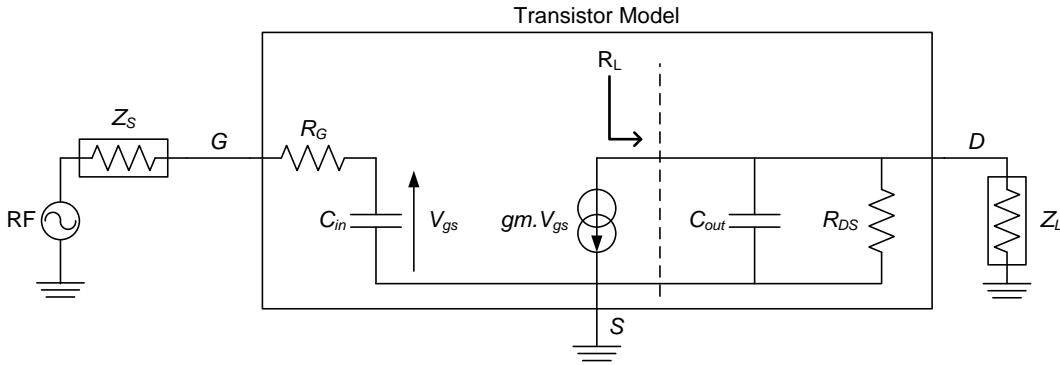 Transistor Model
R_L
Z_S
G
R_G
D
RF
C_in
V_gs
gm.V_gs
C_out
R_DS
Z_L
S